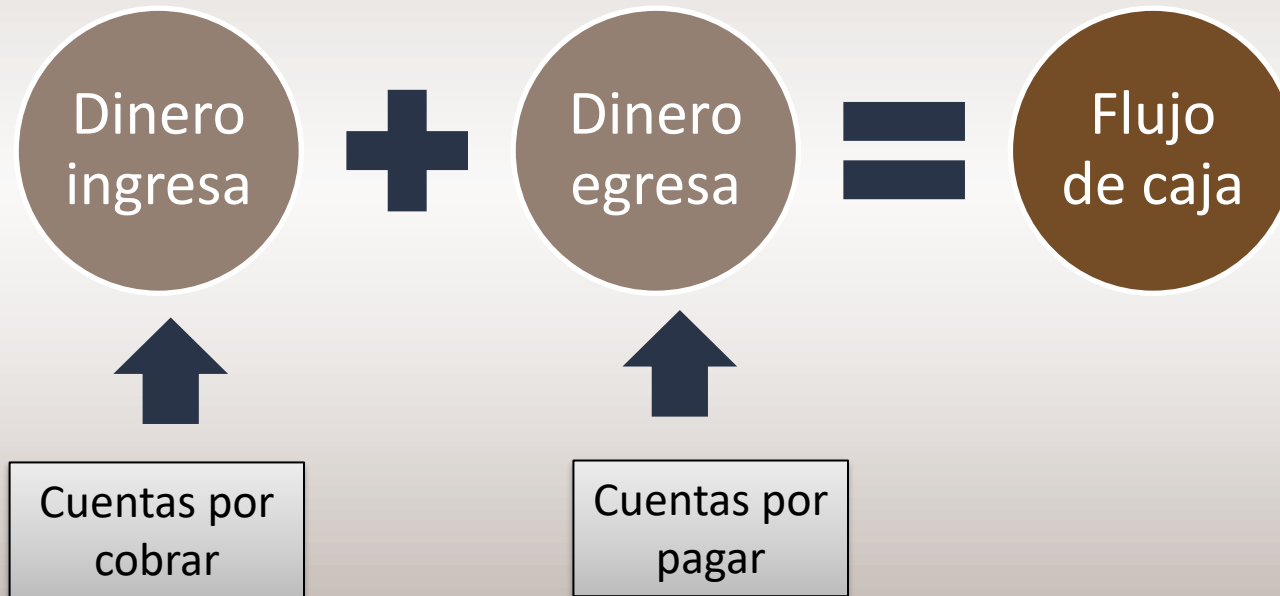 Dinero
ingresa
Dinero
egresa
Flujo
de caja
Cuentas por
cobrar
Cuentas por
pagar